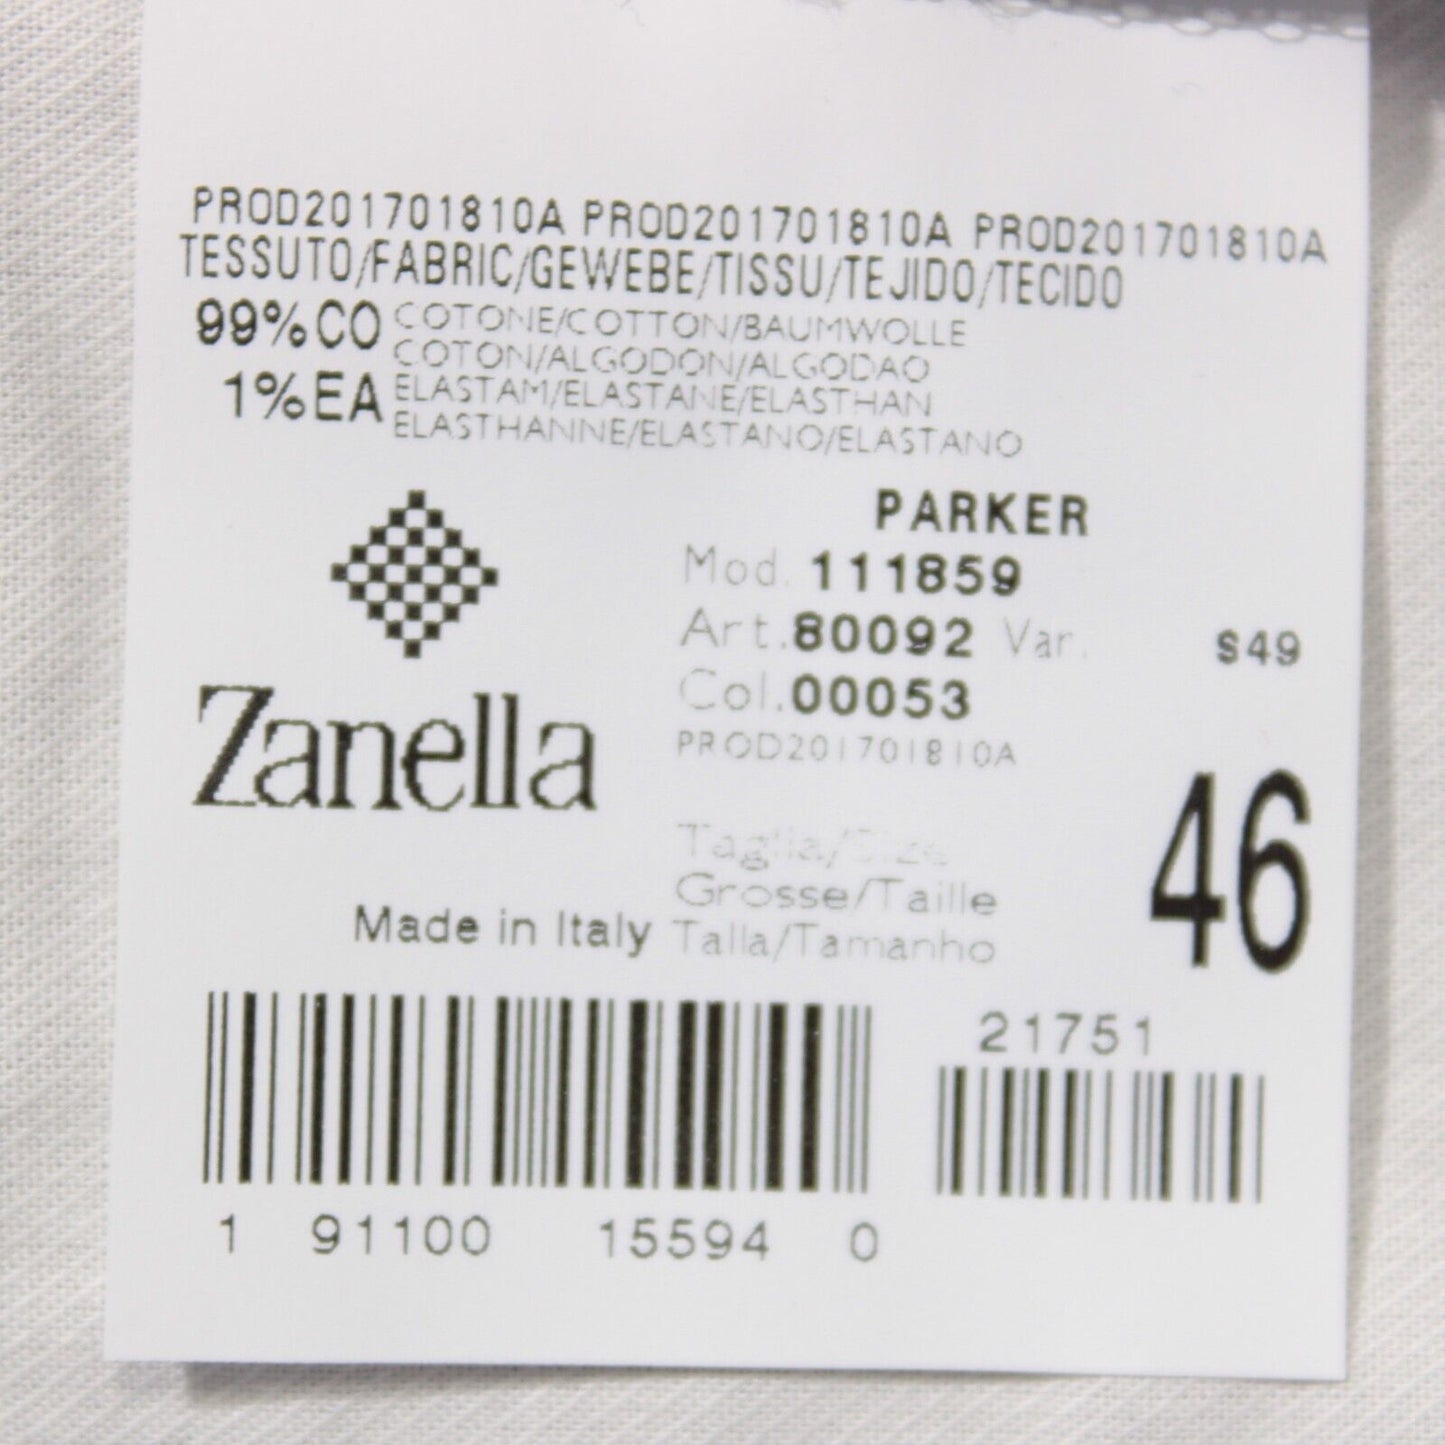 PROD201701810A PROD201701810A PROD201701810A
TESSUTO/FABRIC/GEWEBE/TISSU/TEJIDO/TECIDO
99%CO COTONE/COTTON/BAUMWOLLE
COTON/ALGODON/ALGODAO
1%EA ELASTAM/ELASTANE/ELASTHAN
ELASTHANNE/ELASTANO/ELASTANO
PARKER
Mod. 111859
Art.80092 Var. S49
Col.00053
PROD201701810A
Zanella
46
Taglia/Size
Grosse/Taille
Talla/Tamanho
Made in Italy
21751
1 91100 15594 0